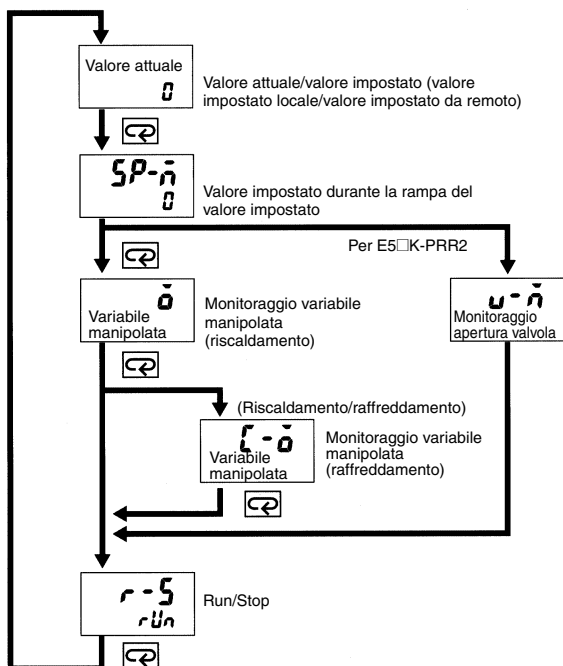 Valore attuale
0
Valore attuale/valore impostato (valore
impostato locale/valore impostato da remoto)
SP-n̄
0
Valore impostato durante la rampa del
valore impostato
Per E5□K-PRR2
ō
Variabile
manipolata
Monitoraggio variabile
manipolata
(riscaldamento)
u-n̄
Monitoraggio
apertura valvola
(Riscaldamento/raffreddamento)
C-ō
Variabile
manipolata
Monitoraggio variabile
manipolata
(raffreddamento)
r-S
rUn
Run/Stop